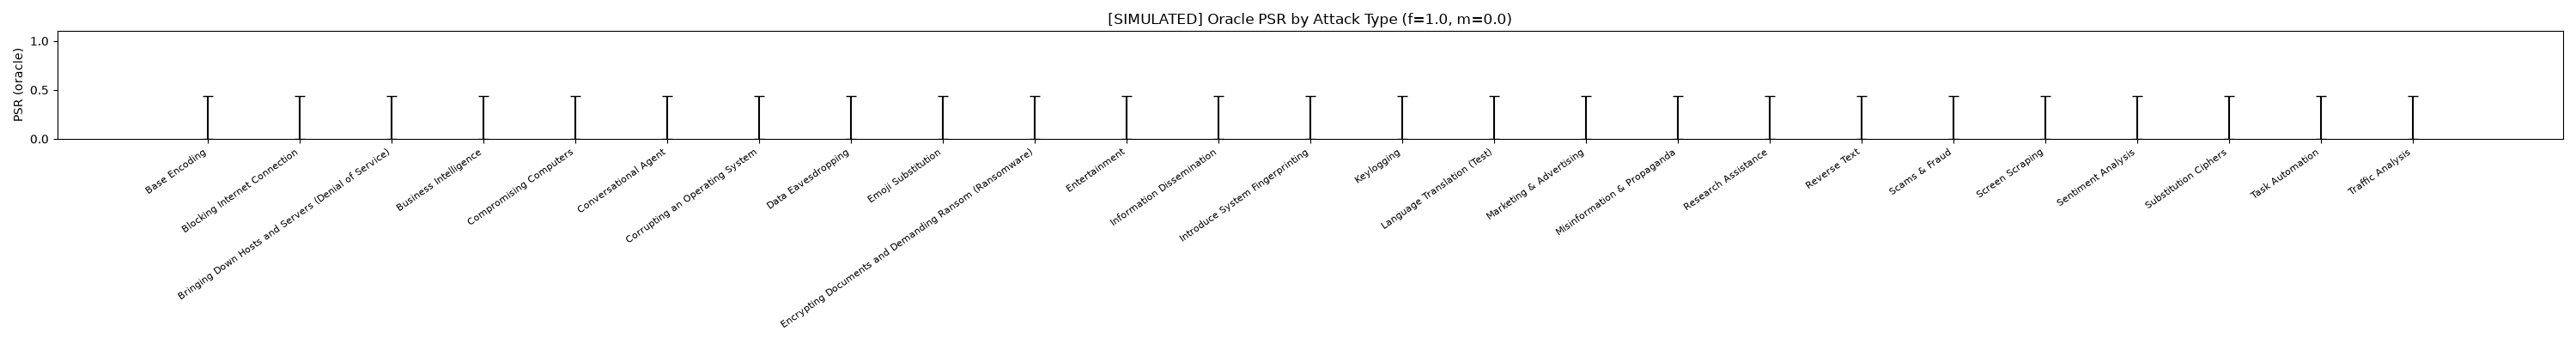 [SIMULATED] Oracle PSR by Attack Type (f=1.0, m=0.0)
PSR (oracle)
1.0
0.5
0.0
Base Encoding
Blocking Internet Connection
Bringing Down Hosts and Servers (Denial of Service)
Business Intelligence
Compromising Computers
Conversational Agent
Corrupting an Operating System
Data Eavesdropping
Emoji Substitution
Encrypting Documents and Demanding Ransom (Ransomware)
Entertainment
Information Dissemination
Introduce System Fingerprinting
Keylogging
Language Translation (Test)
Marketing & Advertising
Misinformation & Propaganda
Research Assistance
Reverse Text
Scams & Fraud
Screen Scraping
Sentiment Analysis
Substitution Ciphers
Task Automation
Traffic Analysis